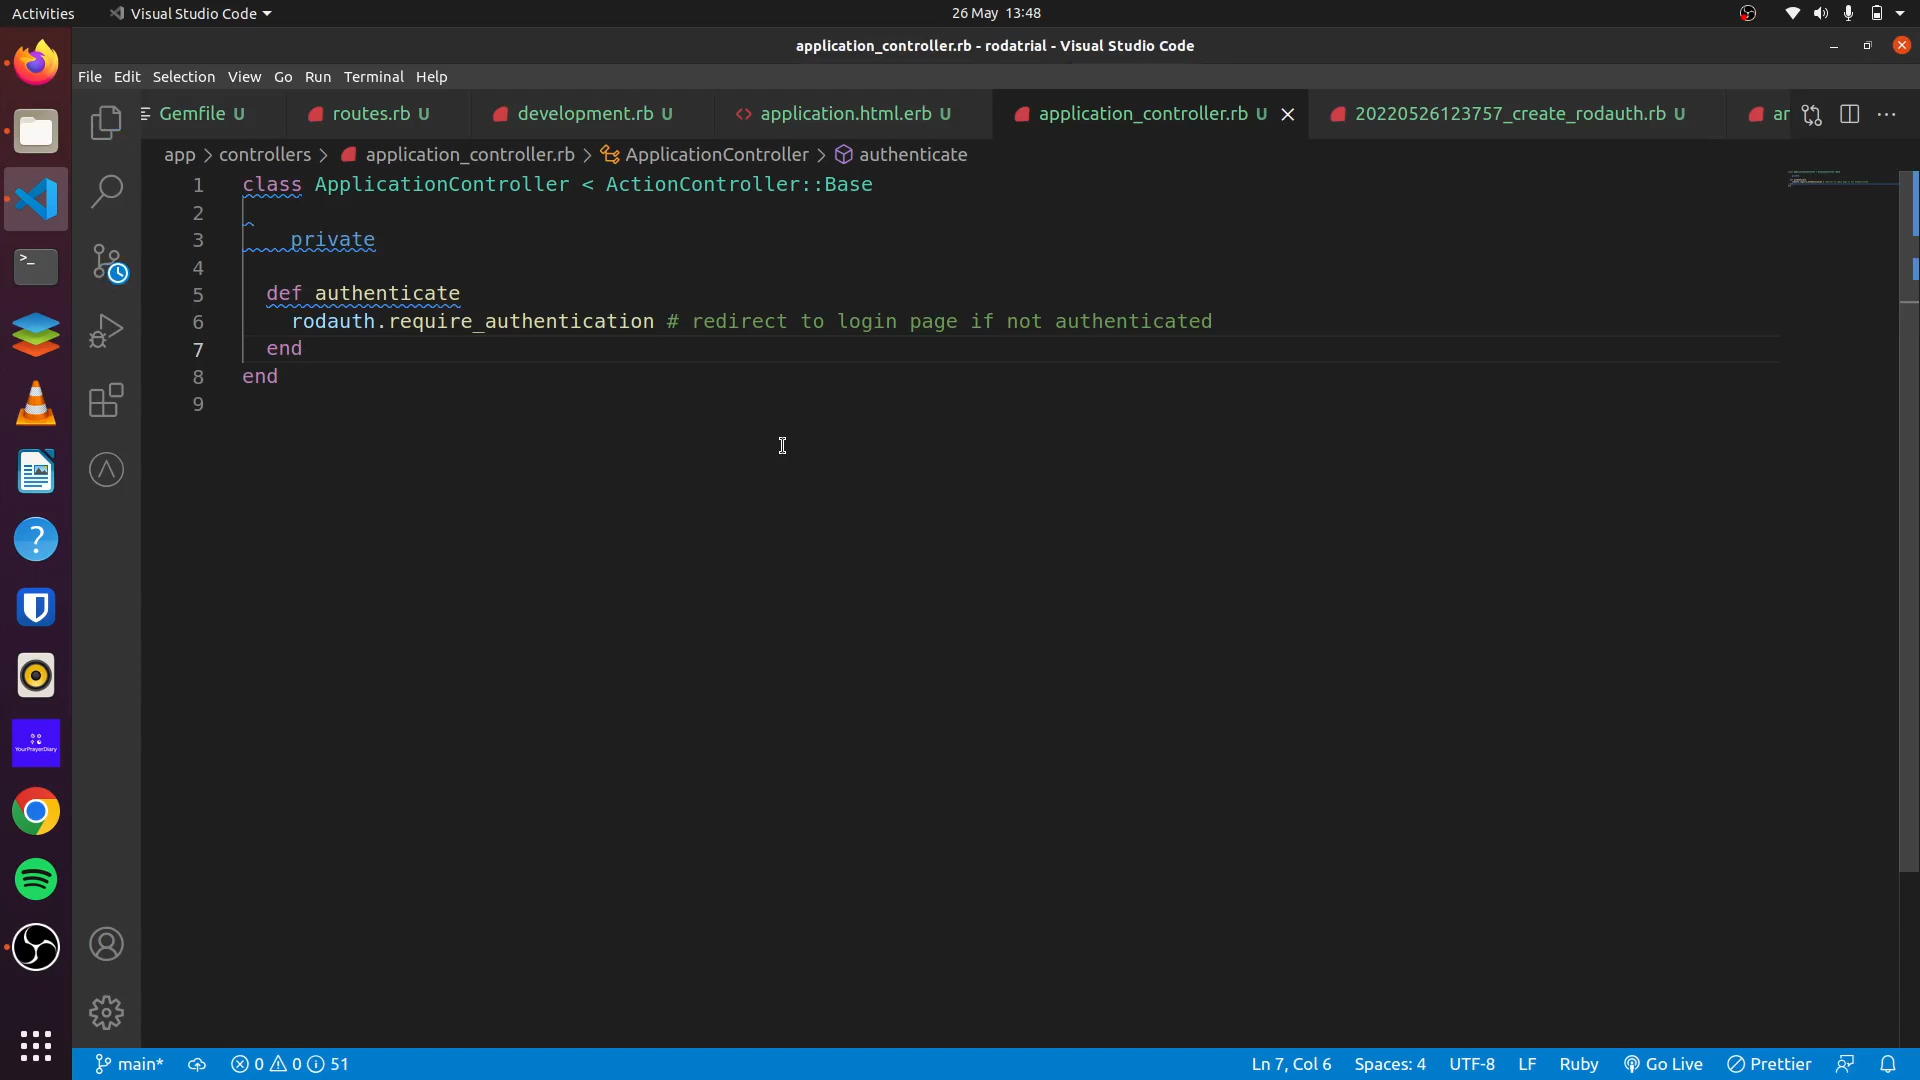 Activities
Visual Studio Code
26 May 13:48
application_controller.rb - rodatrial - Visual Studio Code
File Edit Selection View Go Run Terminal Help
Gemfile U
routes.rb U
development.rb U
application.html.erb U
application_controller.rb U
20220526123757_create_rodauth.rb U
app > controllers > application_controller.rb > ApplicationController > authenticate
1 class ApplicationController < ActionController::Base
2
3 private
4
5 def authenticate
6 rodauth.require_authentication # redirect to login page if not authenticated
7 end
8 end
9
YourPrayerDiary
main*
0 0 51
Ln 7, Col 6
Spaces: 4
UTF-8
LF
Ruby
Go Live
Prettier